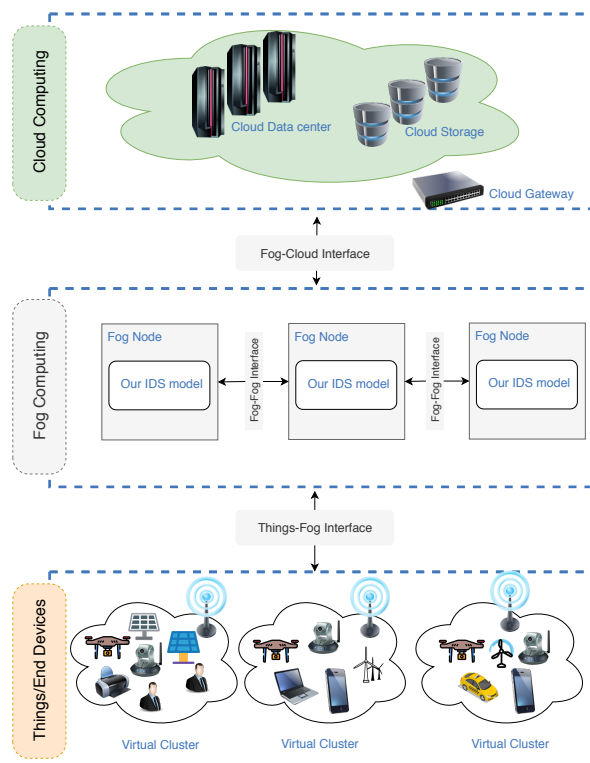 Cloud Computing
Cloud Data center
Cloud Storage
Cloud Gateway
Fog-Cloud Interface
Fog Computing
Fog Node
Our IDS model
Fog-Fog Interface
Fog Node
Our IDS model
Fog-Fog Interface
Fog Node
Our IDS model
Things-Fog Interface
Things/End Devices
Virtual Cluster
Virtual Cluster
Virtual Cluster